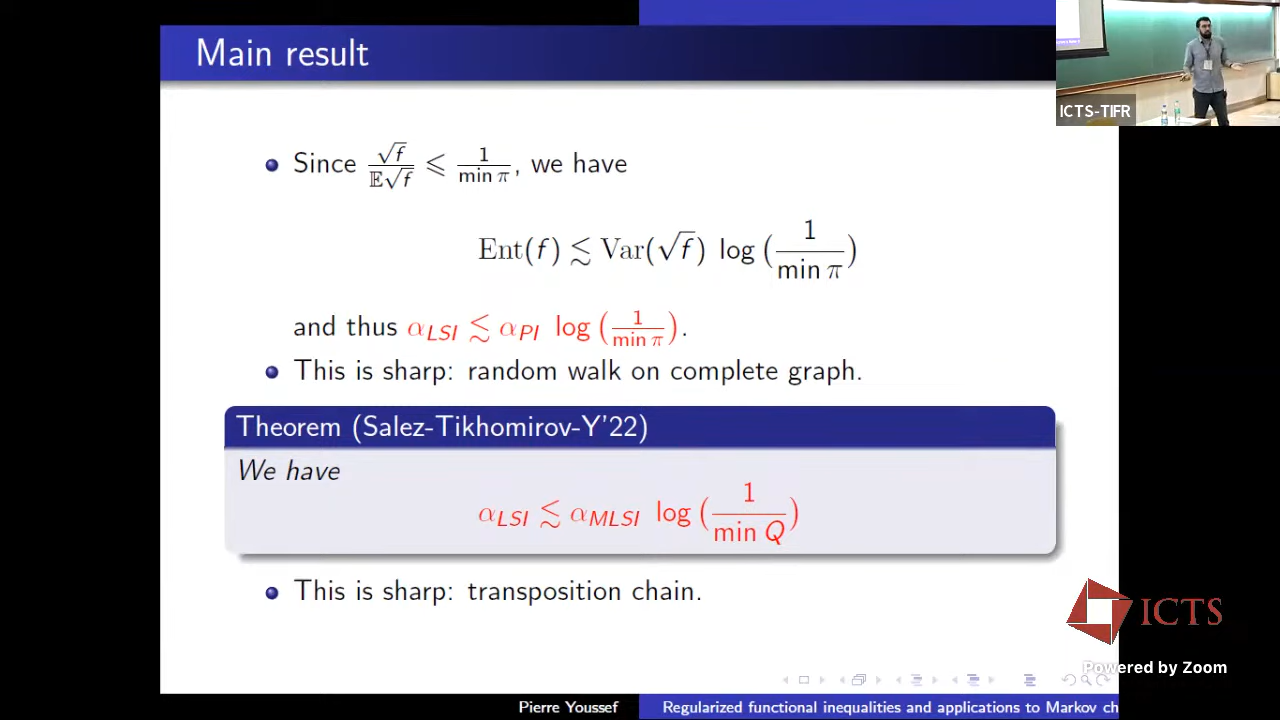 Main result
ICTS-TIFR
• Since √f / 𝔼√f ⩽ 1 / min π, we have
Ent(f) ≲ Var(√f) log (1 / min π)
and thus α_LSI ≲ α_PI log (1 / min π).
• This is sharp: random walk on complete graph.
Theorem (Salez-Tikhomirov-Y'22)
We have
α_LSI ≲ α_MLSI log (1 / min Q)
• This is sharp: transposition chain.
ICTS
Powered by Zoom
Pierre Youssef
Regularized functional inequalities and applications to Markov ch